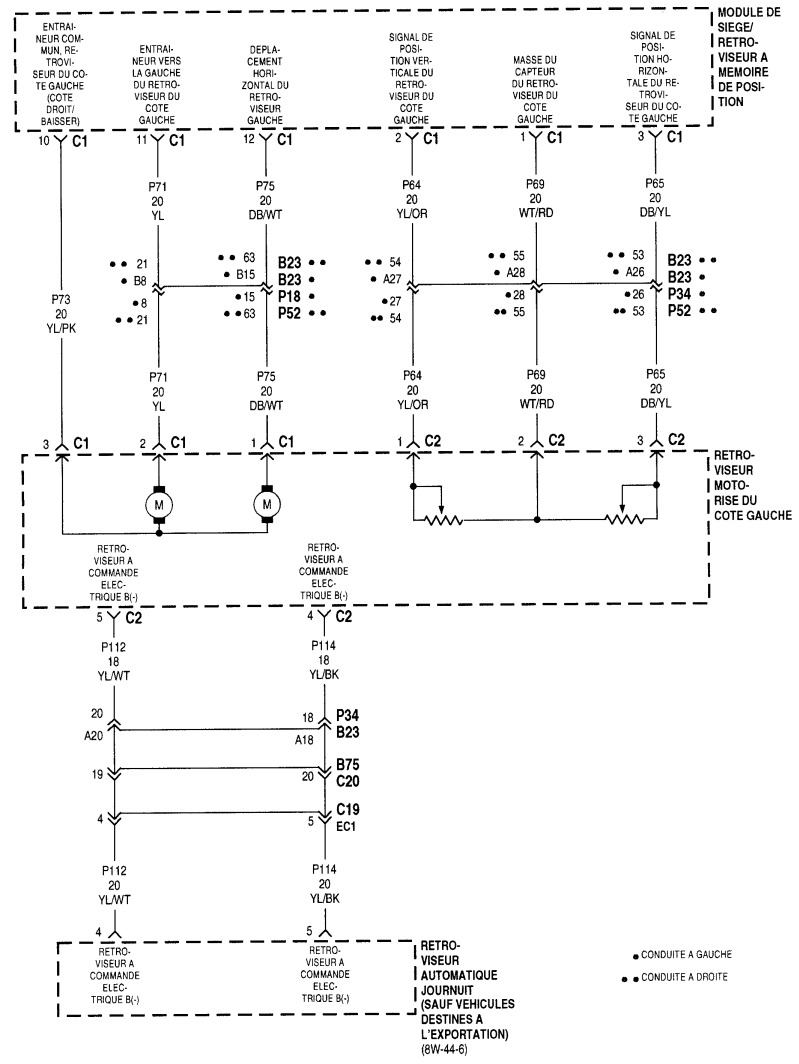 ENTRAI-
NEUR COM-
MUN, RE-
TROVI-
SEUR DU CO-
TE GAUCHE
(COTE
DROIT/
BAISSER)
ENTRAI-
NEUR VERS
LA GAUCHE
DU RETRO-
VISEUR DU
COTE
GAUCHE
DEPLA-
CEMENT
HORI-
ZONTAL DU
RETRO-
VISEUR
GAUCHE
SIGNAL DE
POSI-
TION VER-
TICALE DU
RETRO-
VISEUR DU
COTE
GAUCHE
MASSE DU
CAPTEUR
DU RETRO-
VISEUR DU
COTE
GAUCHE
SIGNAL DE
POSI-
TION HO-
RIZON-
TALE DU RE-
TROVI-
SEUR DU CO-
TE GAUCHE
MODULE DE
SIEGE/
RETRO-
VISEUR A
MEMOIRE
DE POSI-
TION
10 C1 11 C1 12 C1 2 C1 1 C1 3 C1
P71 P75 P64 P69 P65
20 20 20 20 20
YL DB/WT YL/OR WT/RD DB/YL
•• 21 •• 63 B23 •• •• 54 •• 55 •• 53 B23 ••
• B8 • B15 B23 • • A27 • A28 • A26 B23 •
• 8 • 15 P18 • • 27 • 28 • 26 P34 •
•• 21 •• 63 P52 •• •• 54 •• 55 •• 53 P52 ••
P73
20
YL/PK
P71 P75 P64 P69 P65
20 20 20 20 20
YL DB/WT YL/OR WT/RD DB/YL
3 C1 2 C1 1 C1 1 C2 2 C2 3 C2
RETRO-
VISEUR
MOTO-
RISE DU
COTE GAUCHE
M M
RETRO-
VISEUR A
COMMANDE
ELEC-
TRIQUE B(-)
RETRO-
VISEUR A
COMMANDE
ELEC-
TRIQUE B(-)
5 C2 4 C2
P112 P114
18 18
YL/WT YL/BK
20 18 P34
A20 A18 B23
B75
19 20 C20
C19
4 5 EC1
P112 P114
20 20
YL/WT YL/BK
4 5
RETRO-
VISEUR A
COMMANDE
ELEC-
TRIQUE B(-)
RETRO-
VISEUR A
COMMANDE
ELEC-
TRIQUE B(-)
RETRO-
VISEUR
AUTOMATIQUE
JOURNUIT
(SAUF VEHICULES
DESTINES A
L'EXPORTATION)
(8W-44-6)
• CONDUITE A GAUCHE
•• CONDUITE A DROITE